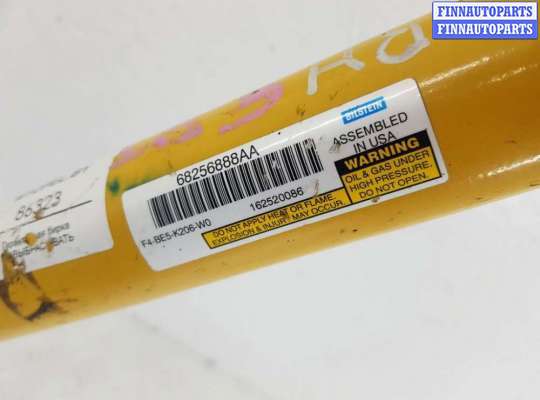 FINNAUTOPARTS
FINNAUTOPARTS
BILSTEIN
ASSEMBLED
IN USA
68256888AA
162520086
F4-BE5-K206-W0
WARNING
OIL & GAS UNDER
HIGH PRESSURE.
DO NOT OPEN.
DO NOT APPLY HEAT OR FLAME.
EXPLOSION & INJURY MAY OCCUR.
86323
бирка